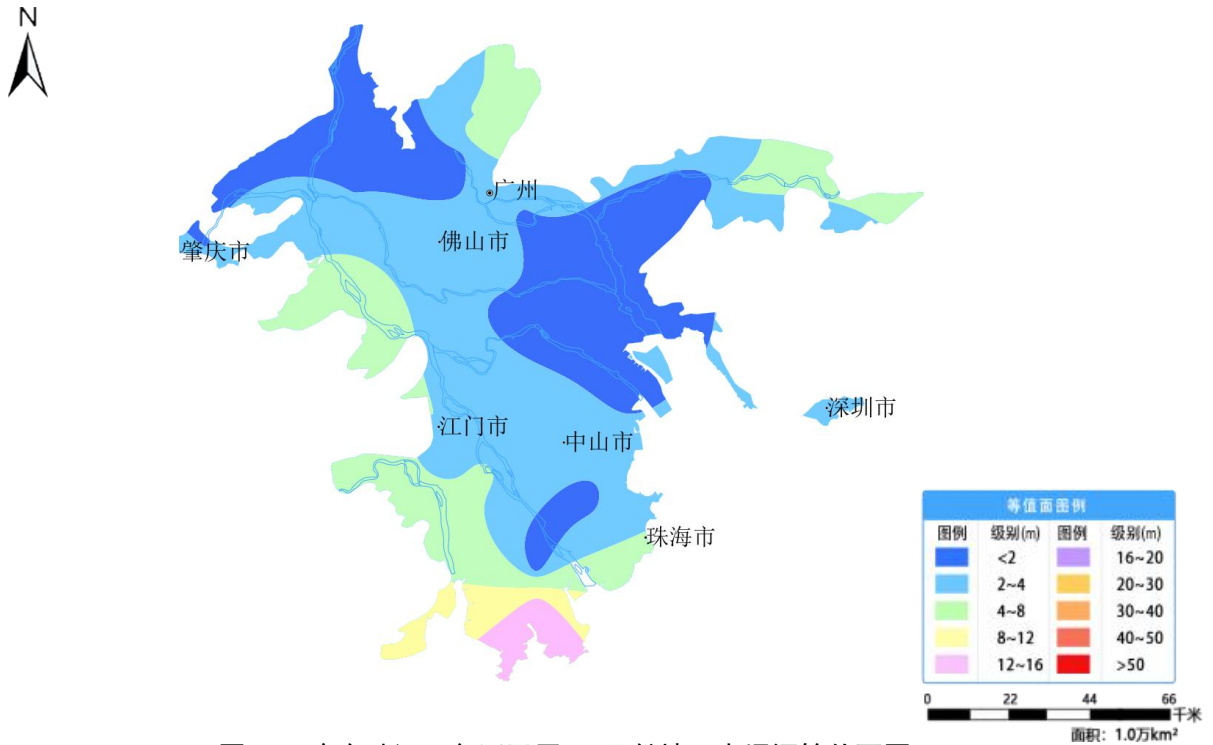 N
广州
佛山市
肇庆市
江门市
中山市
深圳市
珠海市
等值面图例
图例 级别(m) 图例 级别(m)
<2 16~20
2~4 20~30
4~8 30~40
8~12 40~50
12~16 >50
0 22 44 66
千米
面积：1.0万km²